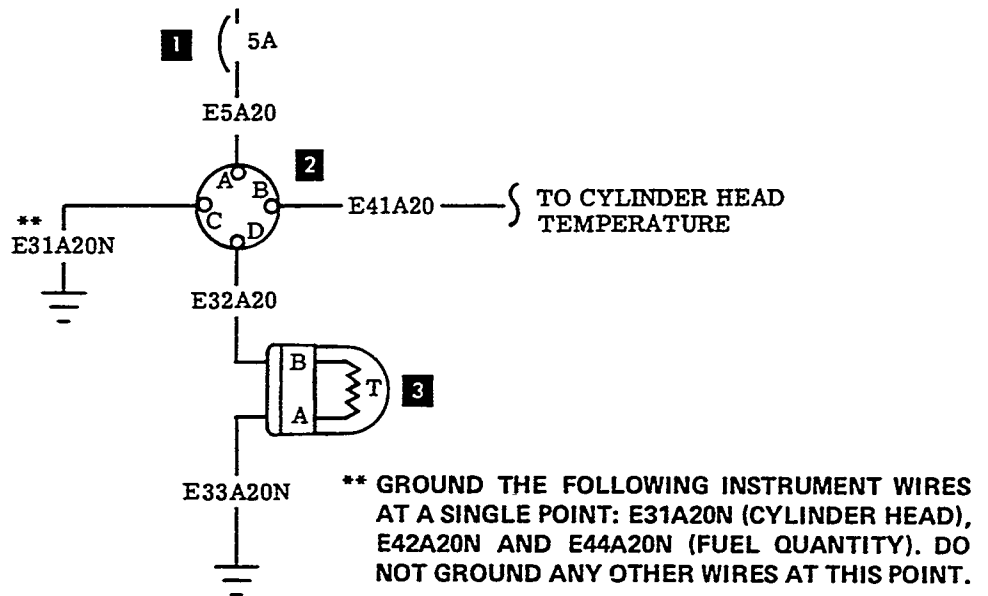 1
5A
E5A20
2
A
B
C
D
E41A20
TO CYLINDER HEAD
TEMPERATURE
**
E31A20N
E32A20
B
T
3
A
E33A20N
** GROUND THE FOLLOWING INSTRUMENT WIRES
AT A SINGLE POINT: E31A20N (CYLINDER HEAD),
E42A20N AND E44A20N (FUEL QUANTITY). DO
NOT GROUND ANY OTHER WIRES AT THIS POINT.